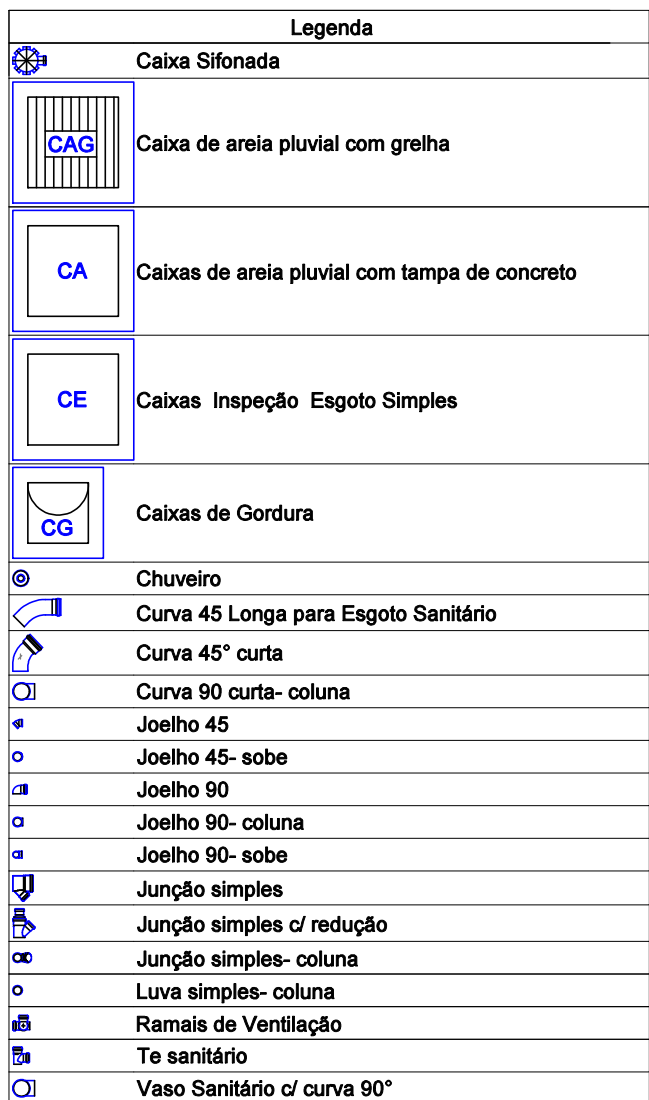 Legenda
Caixa Sifonada
CAG Caixa de areia pluvial com grelha
CA Caixas de areia pluvial com tampa de concreto
CE Caixas Inspeção Esgoto Simples
CG Caixas de Gordura
Chuveiro
Curva 45 Longa para Esgoto Sanitário
Curva 45° curta
Curva 90 curta- coluna
Joelho 45
Joelho 45- sobe
Joelho 90
Joelho 90- coluna
Joelho 90- sobe
Junção simples
Junção simples c/ redução
Junção simples- coluna
Luva simples- coluna
Ramais de Ventilação
Te sanitário
Vaso Sanitário c/ curva 90°